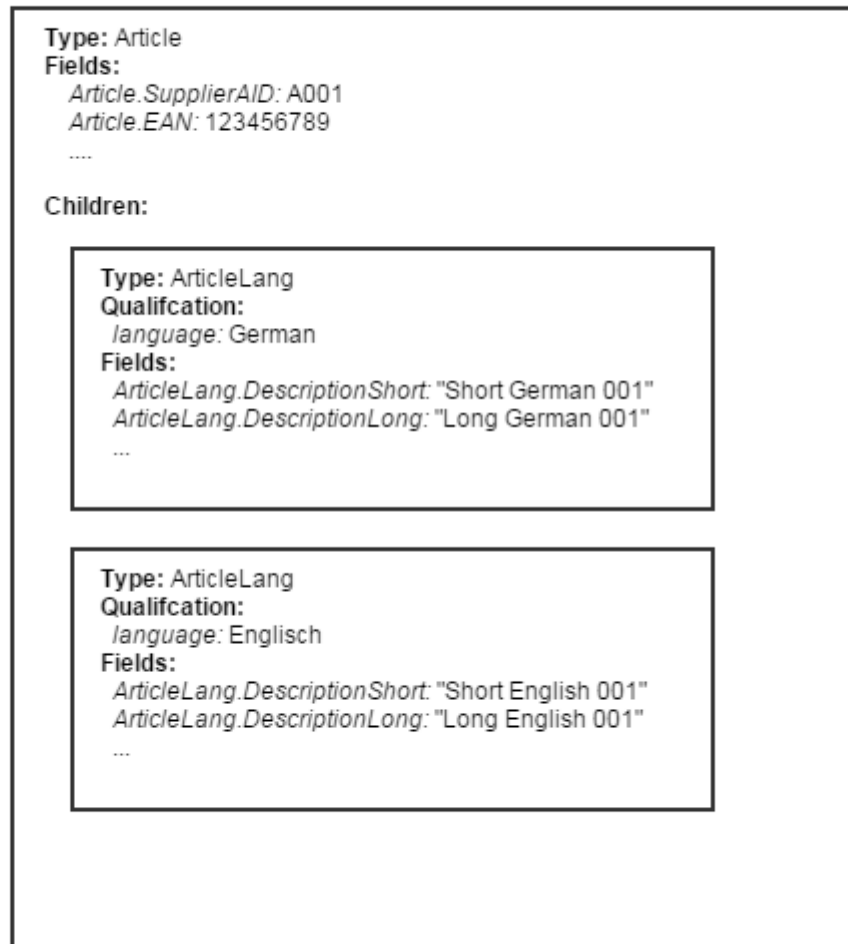 Type: Article
Fields:
Article.SupplierAID: A001
Article.EAN: 123456789
....
Children:
Type: ArticleLang
Qualifcation:
language: German
Fields:
ArticleLang.DescriptionShort: "Short German 001"
ArticleLang.DescriptionLong: "Long German 001"
...
Type: ArticleLang
Qualifcation:
language: Englisch
Fields:
ArticleLang.DescriptionShort: "Short English 001"
ArticleLang.DescriptionLong: "Long English 001"
...